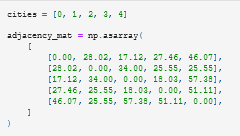 cities = [0, 1, 2, 3, 4]
adjacency_mat = np.asarray(
    [
        [0.00, 28.02, 17.12, 27.46, 46.07],
        [28.02, 0.00, 34.00, 25.55, 25.55],
        [17.12, 34.00, 0.00, 18.03, 57.38],
        [27.46, 25.55, 18.03, 0.00, 51.11],
        [46.07, 25.55, 57.38, 51.11, 0.00],
    ]
)